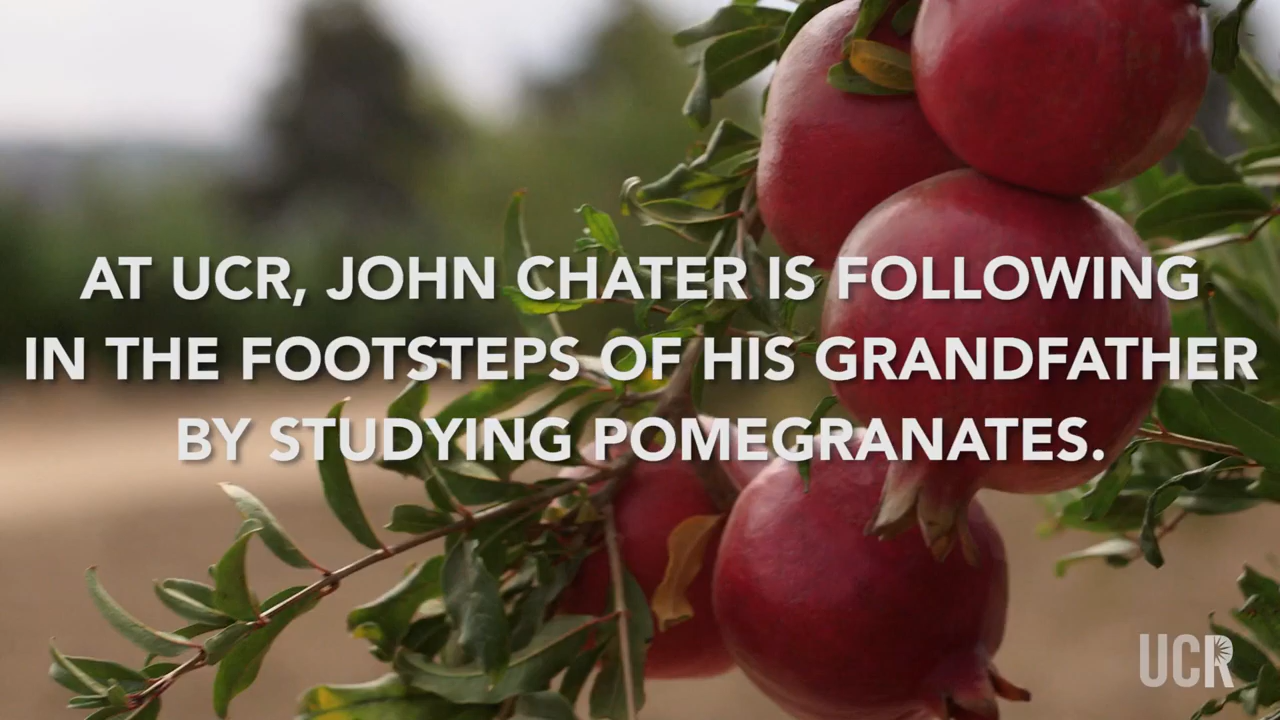 AT UCR, JOHN CHATER IS FOLLOWING
IN THE FOOTSTEPS OF HIS GRANDFATHER
BY STUDYING POMEGRANATES.
UCR